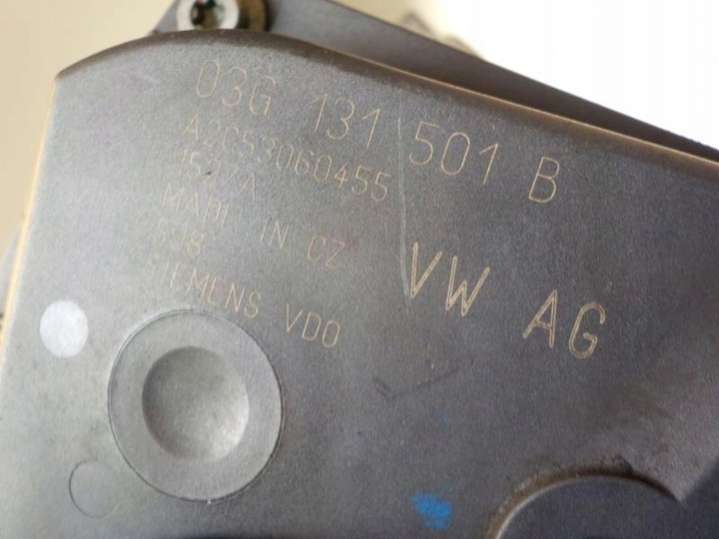 03G 131 501 B
A2C53060455
MADE IN CZ
SIEMENS VDO
VW AG